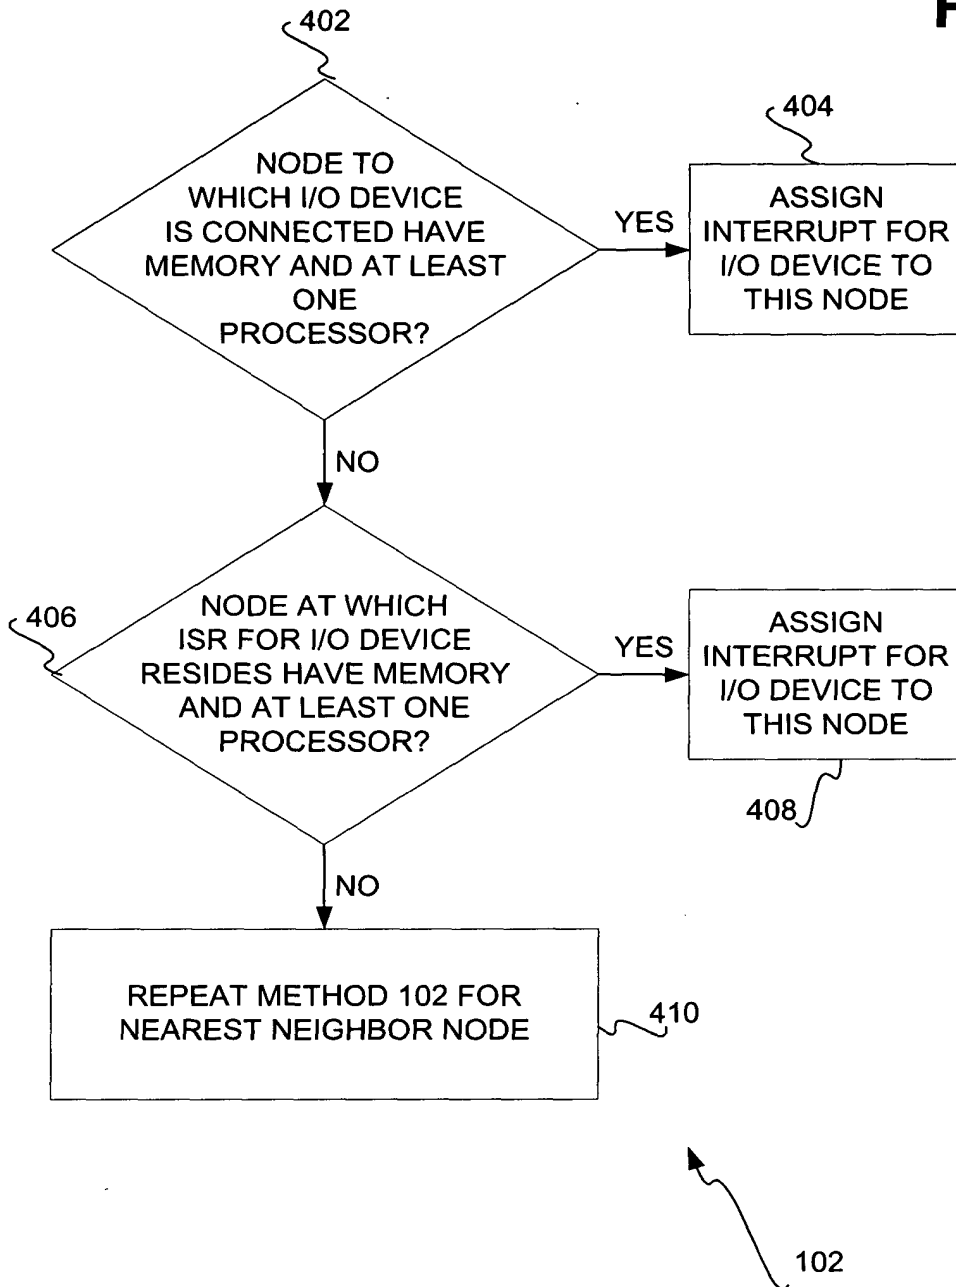 402
404
NODE TO
WHICH I/O DEVICE
IS CONNECTED HAVE
MEMORY AND AT LEAST
ONE
PROCESSOR?
YES
ASSIGN
INTERRUPT FOR
I/O DEVICE TO
THIS NODE
NO
406
NODE AT WHICH
ISR FOR I/O DEVICE
RESIDES HAVE MEMORY
AND AT LEAST ONE
PROCESSOR?
YES
ASSIGN
INTERRUPT FOR
I/O DEVICE TO
THIS NODE
408
NO
REPEAT METHOD 102 FOR
NEAREST NEIGHBOR NODE
410
102